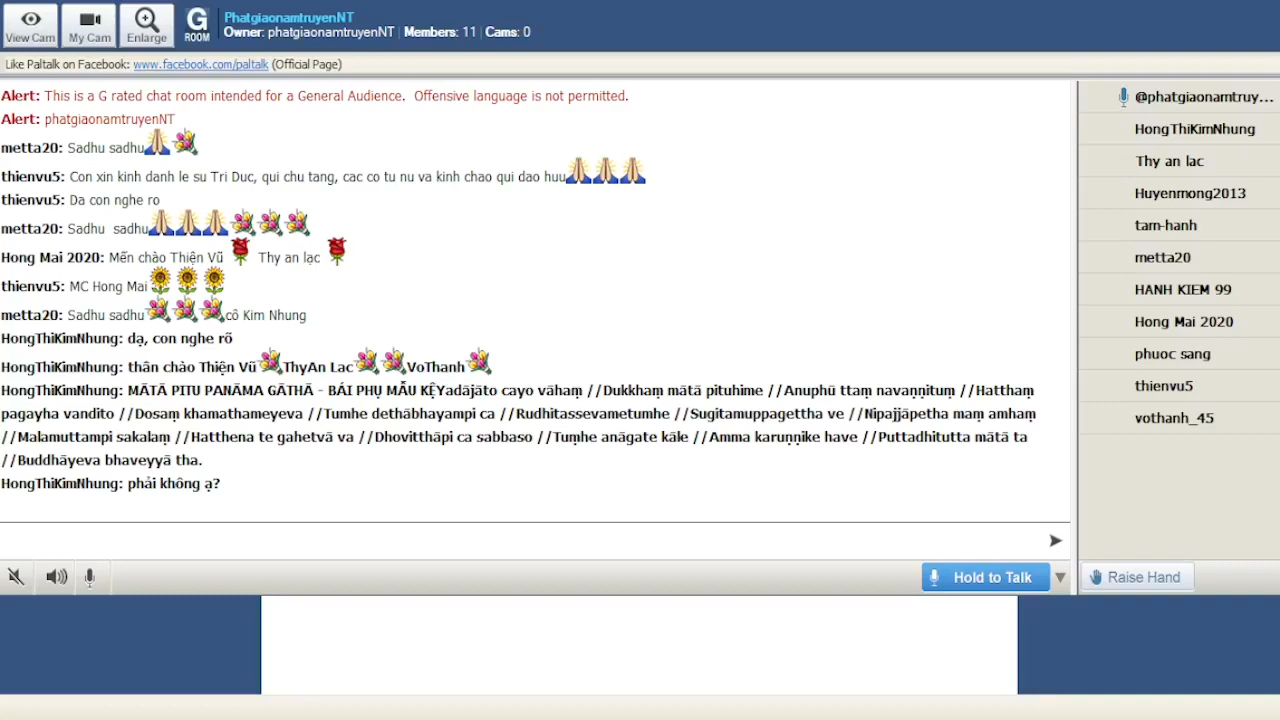 View Cam
My Cam
Enlarge
G
ROOM
PhatgiaonamtruyenNT
Owner: phatgiaonamtruyenNT | Members: 11 | Cams: 0
Like Paltalk on Facebook: www.facebook.com/paltalk (Official Page)
Alert: This is a G rated chat room intended for a General Audience.  Offensive language is not permitted.
Alert: phatgiaonamtruyenNT
metta20: Sadhu sadhu
thienvu5: Con xin kinh danh le su Tri Duc, qui chu tang, cac co tu nu va kinh chao qui dao huu
thienvu5: Da con nghe ro
metta20: Sadhu  sadhu
Hong Mai 2020: Mến chào Thiện Vũ Thy an lạc
thienvu5: MC Hong Mai
metta20: Sadhu sadhu cô Kim Nhung
HongThiKimNhung: dạ, con nghe rõ
HongThiKimNhung: thân chào Thiện Vũ ThyAn Lac VoThanh
HongThiKimNhung: MĀTĀ PITU PANĀMA GĀTHĀ - BÁI PHỤ MẪU KỆYadājāto cayo vāhaṃ //Dukkhaṃ mātā pituhime //Anuphū ttaṃ navaṇṇituṃ //Hatthaṃ
pagayha vandito //Dosaṃ khamathameyeva //Tumhe dethābhayampi ca //Rudhitassevametumhe //Sugitamuppagettha ve //Nipajjāpetha maṃ amhaṃ
//Malamuttampi sakalaṃ //Hatthena te gahetvā va //Dhovitthāpi ca sabbaso //Tuṃhe anāgate kāle //Amma karuṇṇike have //Puttadhitutta mātā ta
//Buddhāyeva bhaveyyā tha.
HongThiKimNhung: phải không ạ?
@phatgiaonamtruy...
HongThiKimNhung
Thy an lac
Huyenmong2013
tam-hanh
metta20
HANH KIEM 99
Hong Mai 2020
phuoc sang
thienvu5
vothanh_45
Hold to Talk
Raise Hand